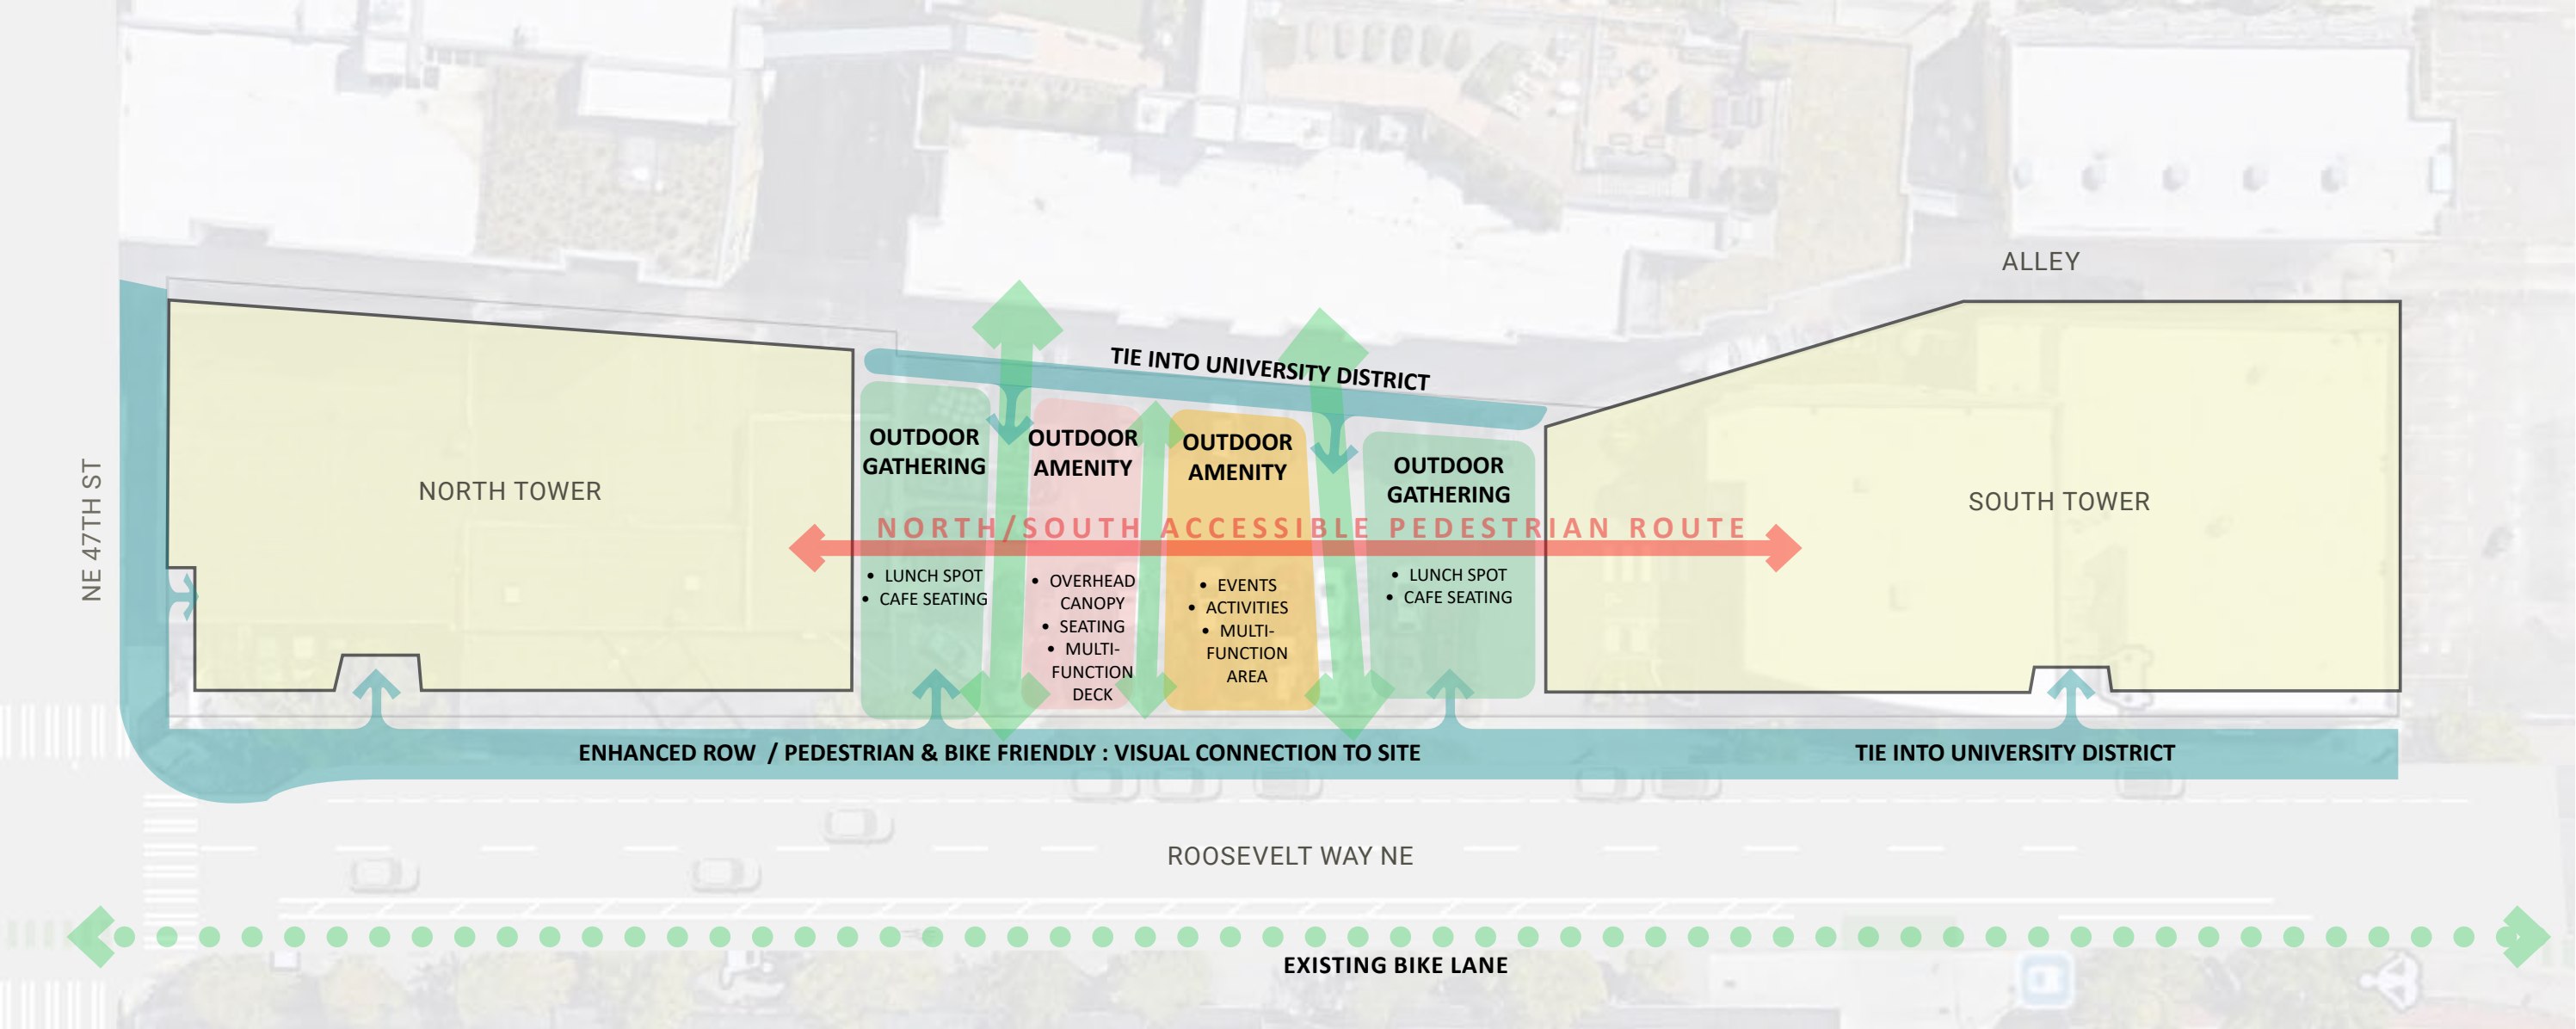 ALLEY
TIE INTO UNIVERSITY DISTRICT
NE 47TH ST
NORTH TOWER
OUTDOOR
GATHERING
OUTDOOR
AMENITY
OUTDOOR
AMENITY
OUTDOOR
GATHERING
SOUTH TOWER
NORTH/SOUTH ACCESSIBLE PEDESTRIAN ROUTE
• LUNCH SPOT
• CAFE SEATING
• OVERHEAD
CANOPY
• SEATING
• MULTI-
FUNCTION
DECK
• EVENTS
• ACTIVITIES
• MULTI-
FUNCTION
AREA
• LUNCH SPOT
• CAFE SEATING
ENHANCED ROW / PEDESTRIAN & BIKE FRIENDLY : VISUAL CONNECTION TO SITE
TIE INTO UNIVERSITY DISTRICT
ROOSEVELT WAY NE
EXISTING BIKE LANE